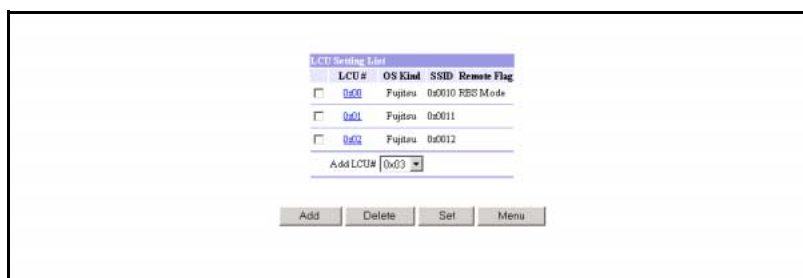 LCU Setting List
LCU # OS Kind SSID Remote Flag
0x00 Fujitsu 0x0010 RBS Mode
0x01 Fujitsu 0x0011
0x02 Fujitsu 0x0012
Add LCU# 0x03
Add Delete Set Menu